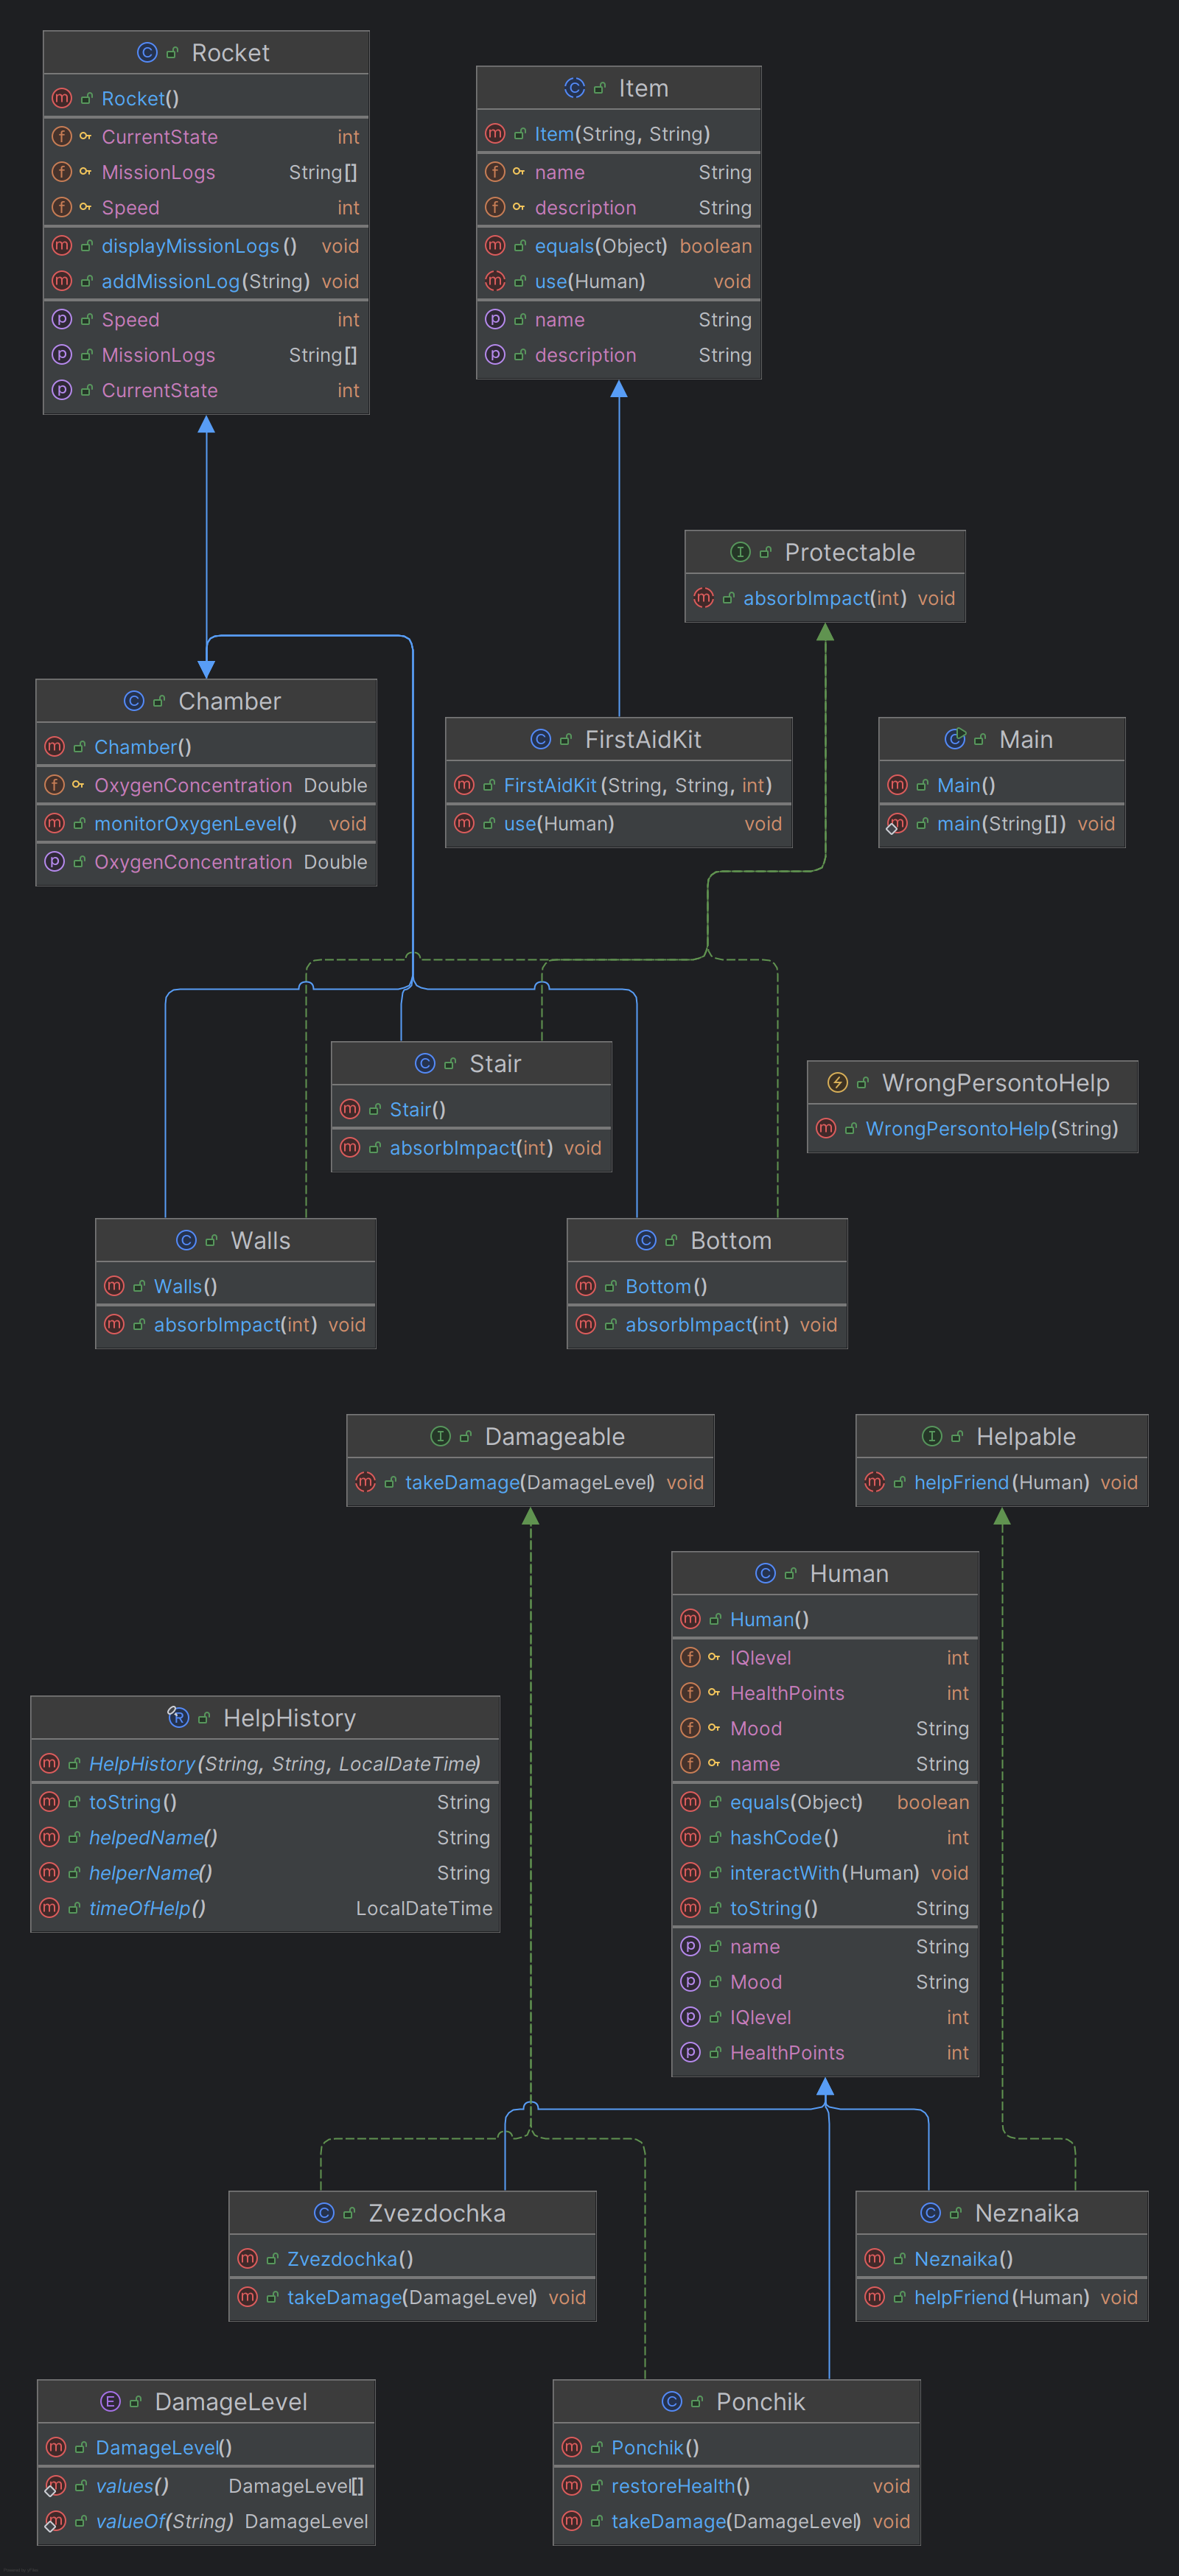 Rocket
Rocket()
CurrentState int
MissionLogs String[]
Speed int
displayMissionLogs() void
addMissionLog(String) void
Speed int
MissionLogs String[]
CurrentState int
Item
Item(String, String)
name String
description String
equals(Object) boolean
use(Human) void
name String
description String
Protectable
absorbImpact(int) void
Chamber
Chamber()
OxygenConcentration Double
monitorOxygenLevel() void
OxygenConcentration Double
FirstAidKit
FirstAidKit(String, String, int)
use(Human) void
Main
Main()
main(String[]) void
Stair
Stair()
absorbImpact(int) void
WrongPersontoHelp
WrongPersontoHelp(String)
Walls
Walls()
absorbImpact(int) void
Bottom
Bottom()
absorbImpact(int) void
Damageable
takeDamage(DamageLevel) void
Helpable
helpFriend(Human) void
Human
Human()
IQlevel int
HealthPoints int
Mood String
name String
equals(Object) boolean
hashCode() int
interactWith(Human) void
toString() String
name String
Mood String
IQlevel int
HealthPoints int
HelpHistory
HelpHistory(String, String, LocalDateTime)
toString() String
helpedName() String
helperName() String
timeOfHelp() LocalDateTime
Zvezdochka
Zvezdochka()
takeDamage(DamageLevel) void
Neznaika
Neznaika()
helpFriend(Human) void
DamageLevel
DamageLevel()
values() DamageLevel[]
valueOf(String) DamageLevel
Ponchik
Ponchik()
restoreHealth() void
takeDamage(DamageLevel) void